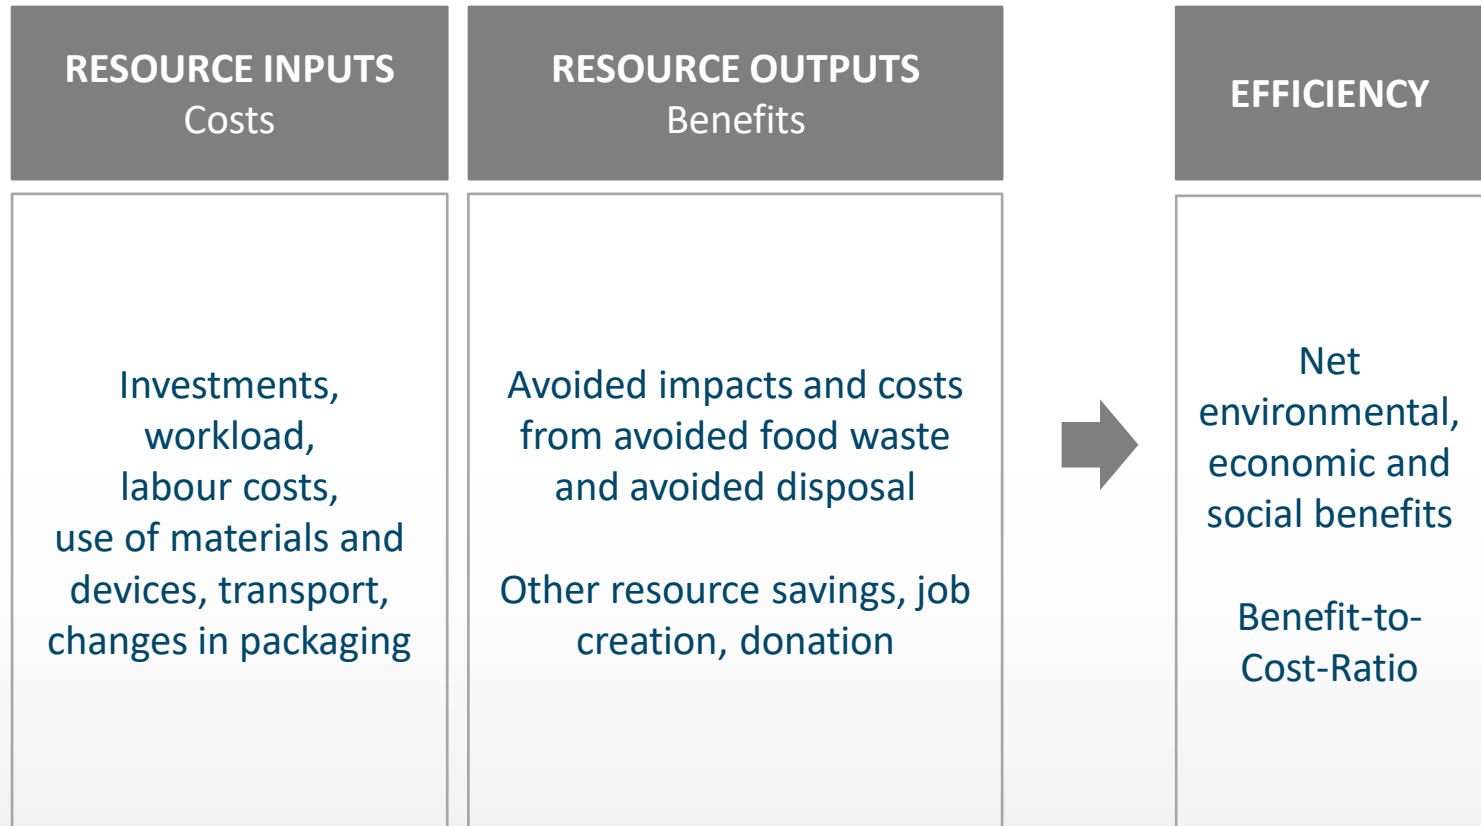 RESOURCE INPUTS
Costs
RESOURCE OUTPUTS
Benefits
EFFICIENCY
Investments,
workload,
labour costs,
use of materials and
devices, transport,
changes in packaging
Avoided impacts and costs
from avoided food waste
and avoided disposal
Other resource savings, job
creation, donation
Net
environmental,
economic and
social benefits
Benefit-to-
Cost-Ratio